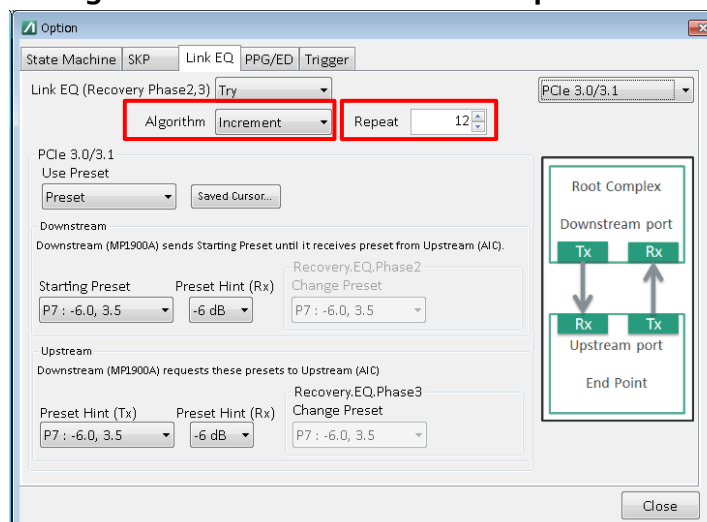 Option
State Machine SKP Link EQ PPG/ED Trigger
Link EQ (Recovery Phase2,3) Try PCIe 3.0/3.1
Algorithm Increment Repeat 12
PCIe 3.0/3.1
Use Preset
Preset Saved Cursor...
Downstream
Downstream (MP1900A) sends Starting Preset until it receives preset from Upstream (AIC).
Recovery.EQ.Phase2
Starting Preset Preset Hint (Rx) Change Preset
P7 : -6.0, 3.5 -6 dB P7 : -6.0, 3.5
Upstream
Downstream (MP1900A) requests these presets to Upstream (AIC)
Recovery.EQ.Phase3
Preset Hint (Tx) Preset Hint (Rx) Change Preset
P7 : -6.0, 3.5 -6 dB P7 : -6.0, 3.5
Root Complex
Downstream port
Tx Rx
Rx Tx
Upstream port
End Point
Close